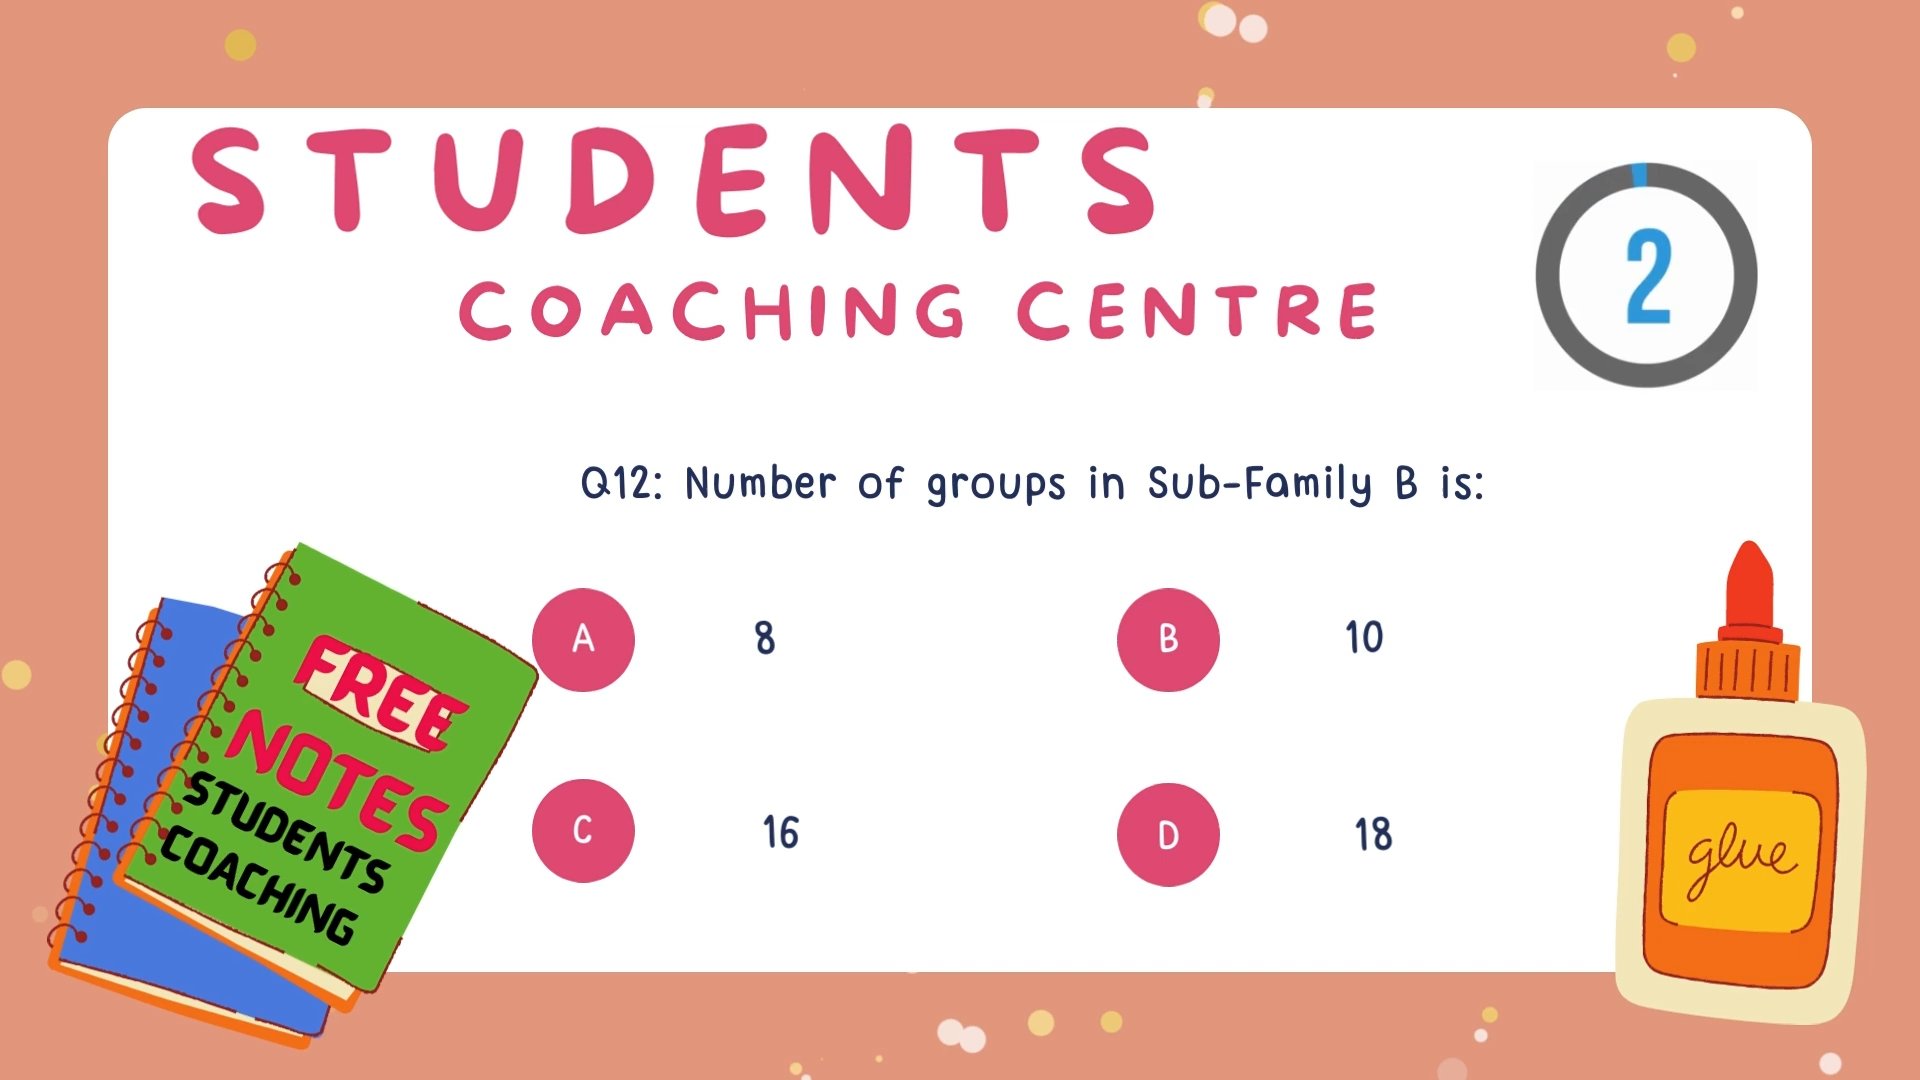 STUDENTS
COACHING CENTRE
2
Q12: Number of groups in Sub-Family B is:
A 8
B 10
C 16
D 18
FREE
NOTES
STUDENTS
COACHING
glue